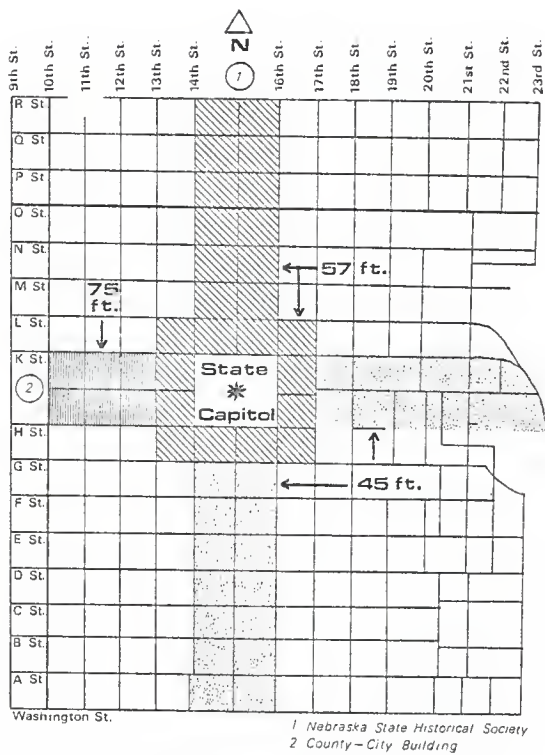 N
1
9th St.
10th St.
11th St.
12th St.
13th St.
14th St.
16th St.
17th St.
18th St.
19th St.
20th St.
21st St.
22nd St.
23rd St.
R St.
Q St.
P St.
O St.
N St.
57 ft.
M St.
75
ft.
L St.
K St.
2
State
Capitol
H St.
G St.
45 ft.
F St.
E St.
D St.
C St.
B St.
A St
Washington St.
1 Nebraska State Historical Society
2 County-City Building